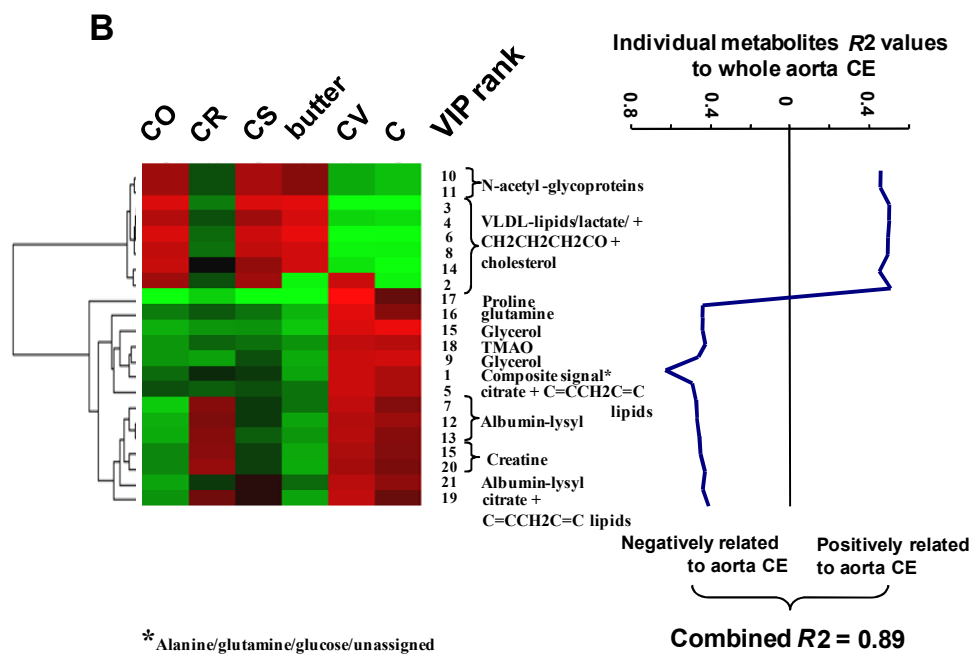 B
Individual metabolites R2 values
to whole aorta CE
0.8 0.4 0 0.4
CO CR CS butter CV C VIP rank
10
11
N-acetyl -glycoproteins
3
4
6
8
14
2
VLDL-lipids/lactate/ +
CH2CH2CH2CO +
cholesterol
17 Proline
16 glutamine
15 Glycerol
18 TMAO
9 Glycerol
1 Composite signal*
5 citrate + C=CCH2C=C
lipids
7
12
13
Albumin-lysyl
15
20
Creatine
21 Albumin-lysyl
19 citrate +
C=CCH2C=C lipids
Negatively related
to aorta CE
Positively related
to aorta CE
Combined R2 = 0.89
*Alanine/glutamine/glucose/unassigned